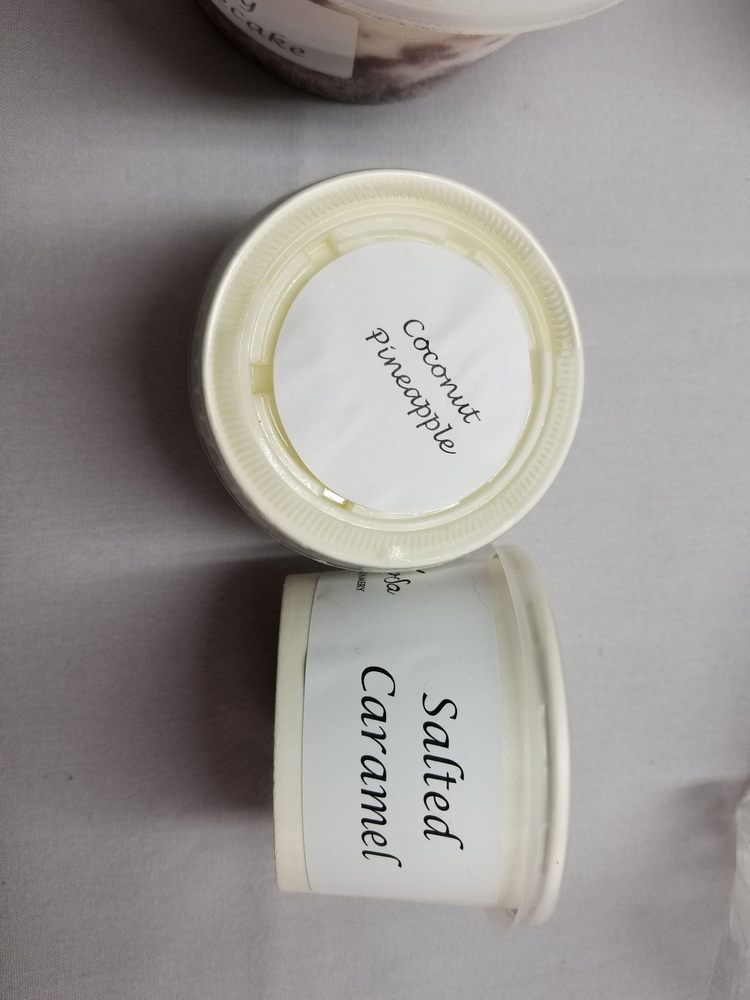 Coconut
Pineapple
Salted
Caramel